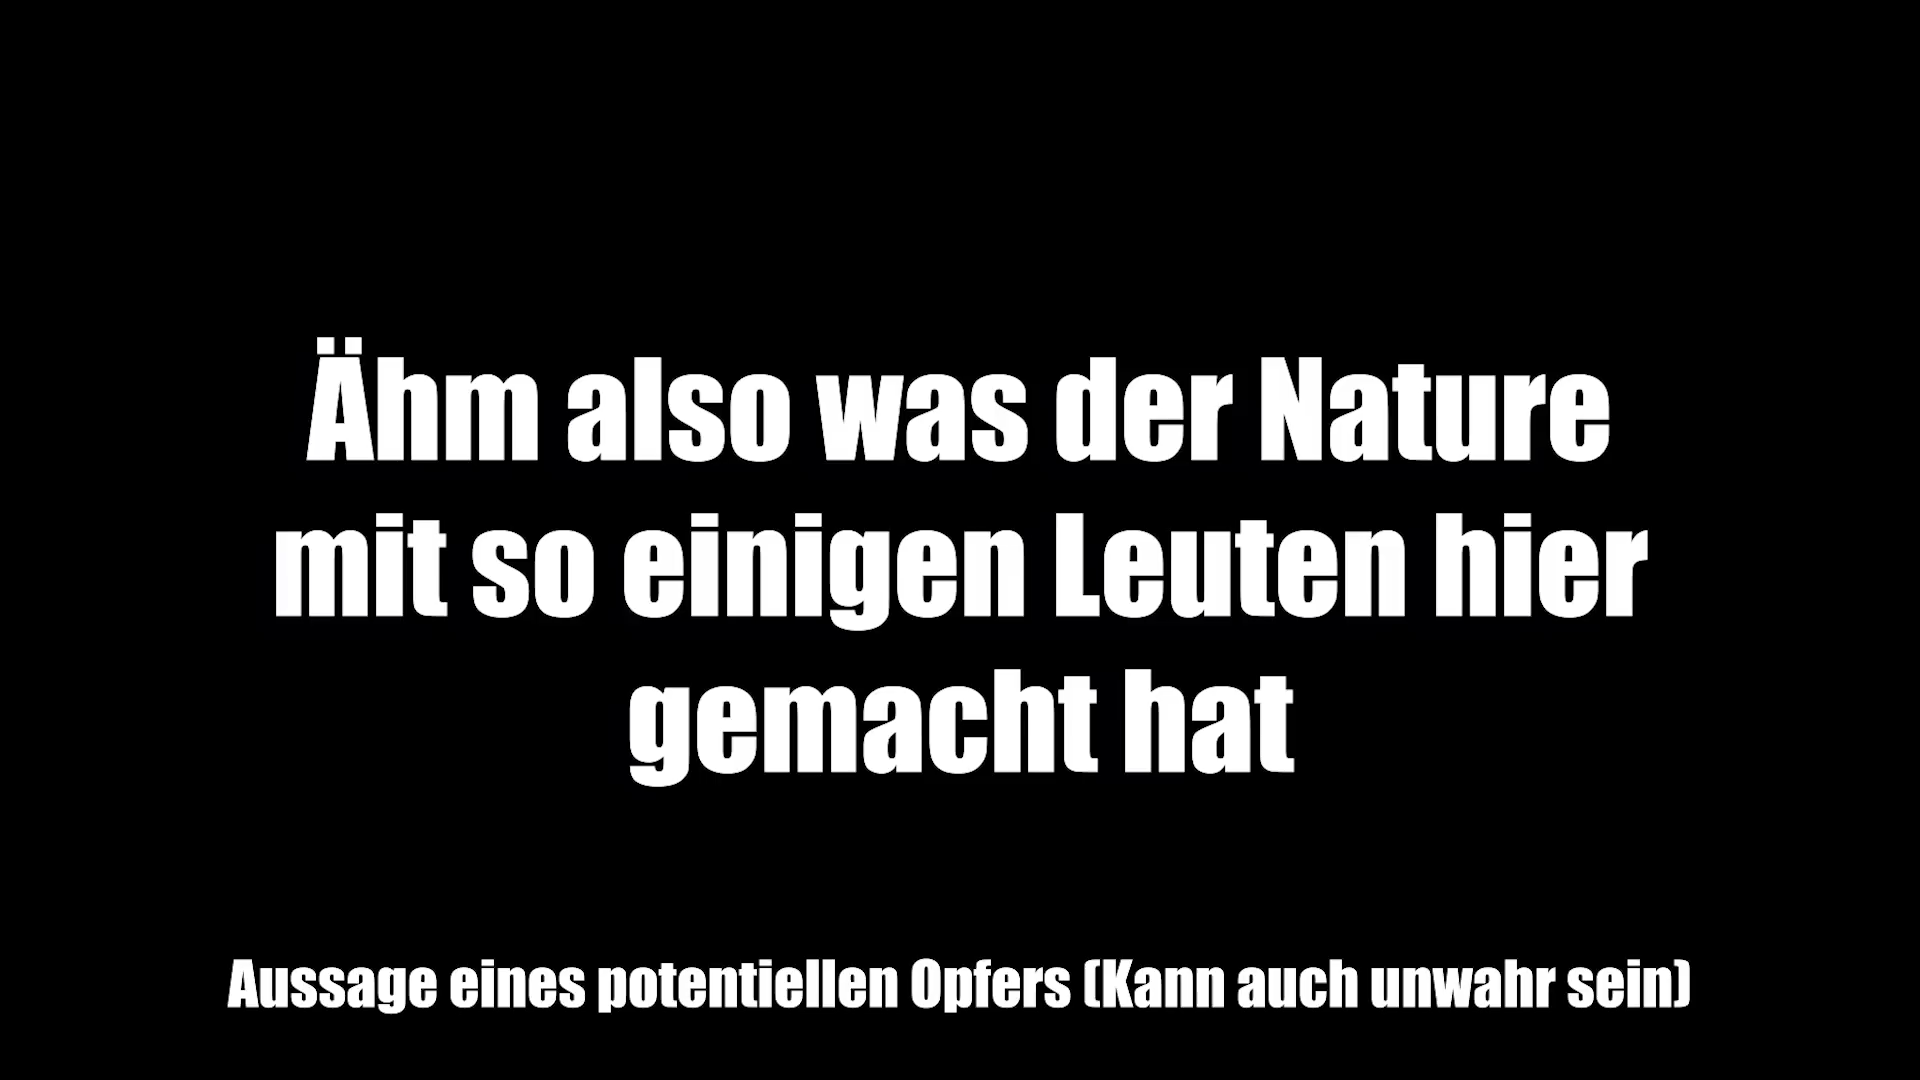 Ähm also was der Nature
mit so einigen Leuten hier
gemacht hat
Aussage eines potentiellen Opfers (Kann auch unwahr sein)